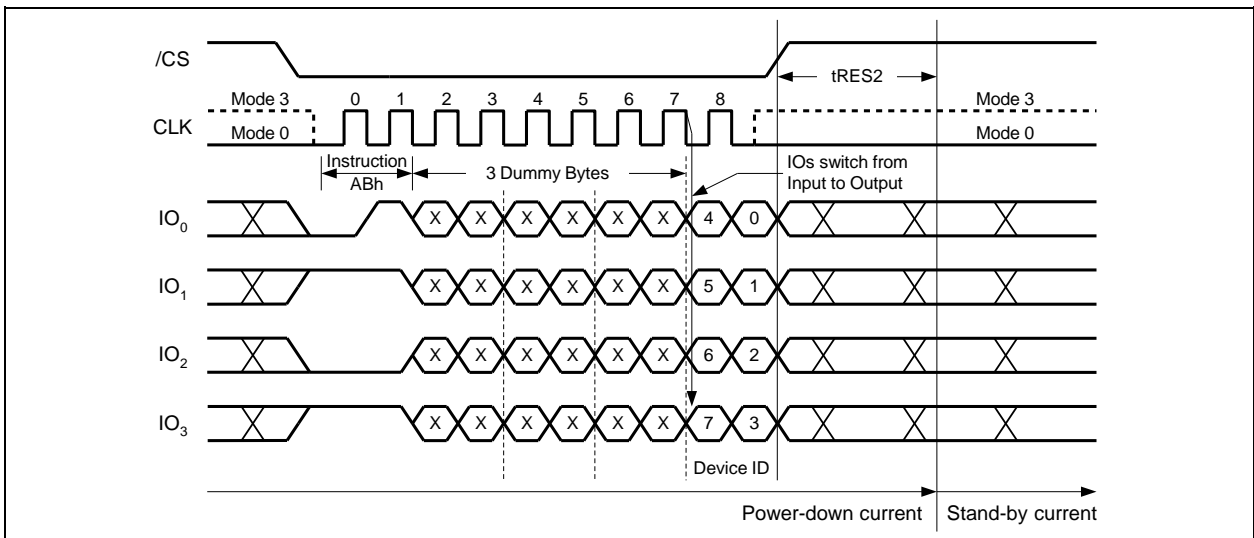 /CS
tRES2
Mode 3 0 1 2 3 4 5 6 7 8 Mode 3
CLK
Mode 0 Mode 0
Instruction
ABh
3 Dummy Bytes
IOs switch from
Input to Output
IO0 X X X X X X 4 0
IO1 X X X X X X 5 1
IO2 X X X X X X 6 2
IO3 X X X X X X 7 3
Device ID
Power-down current Stand-by current